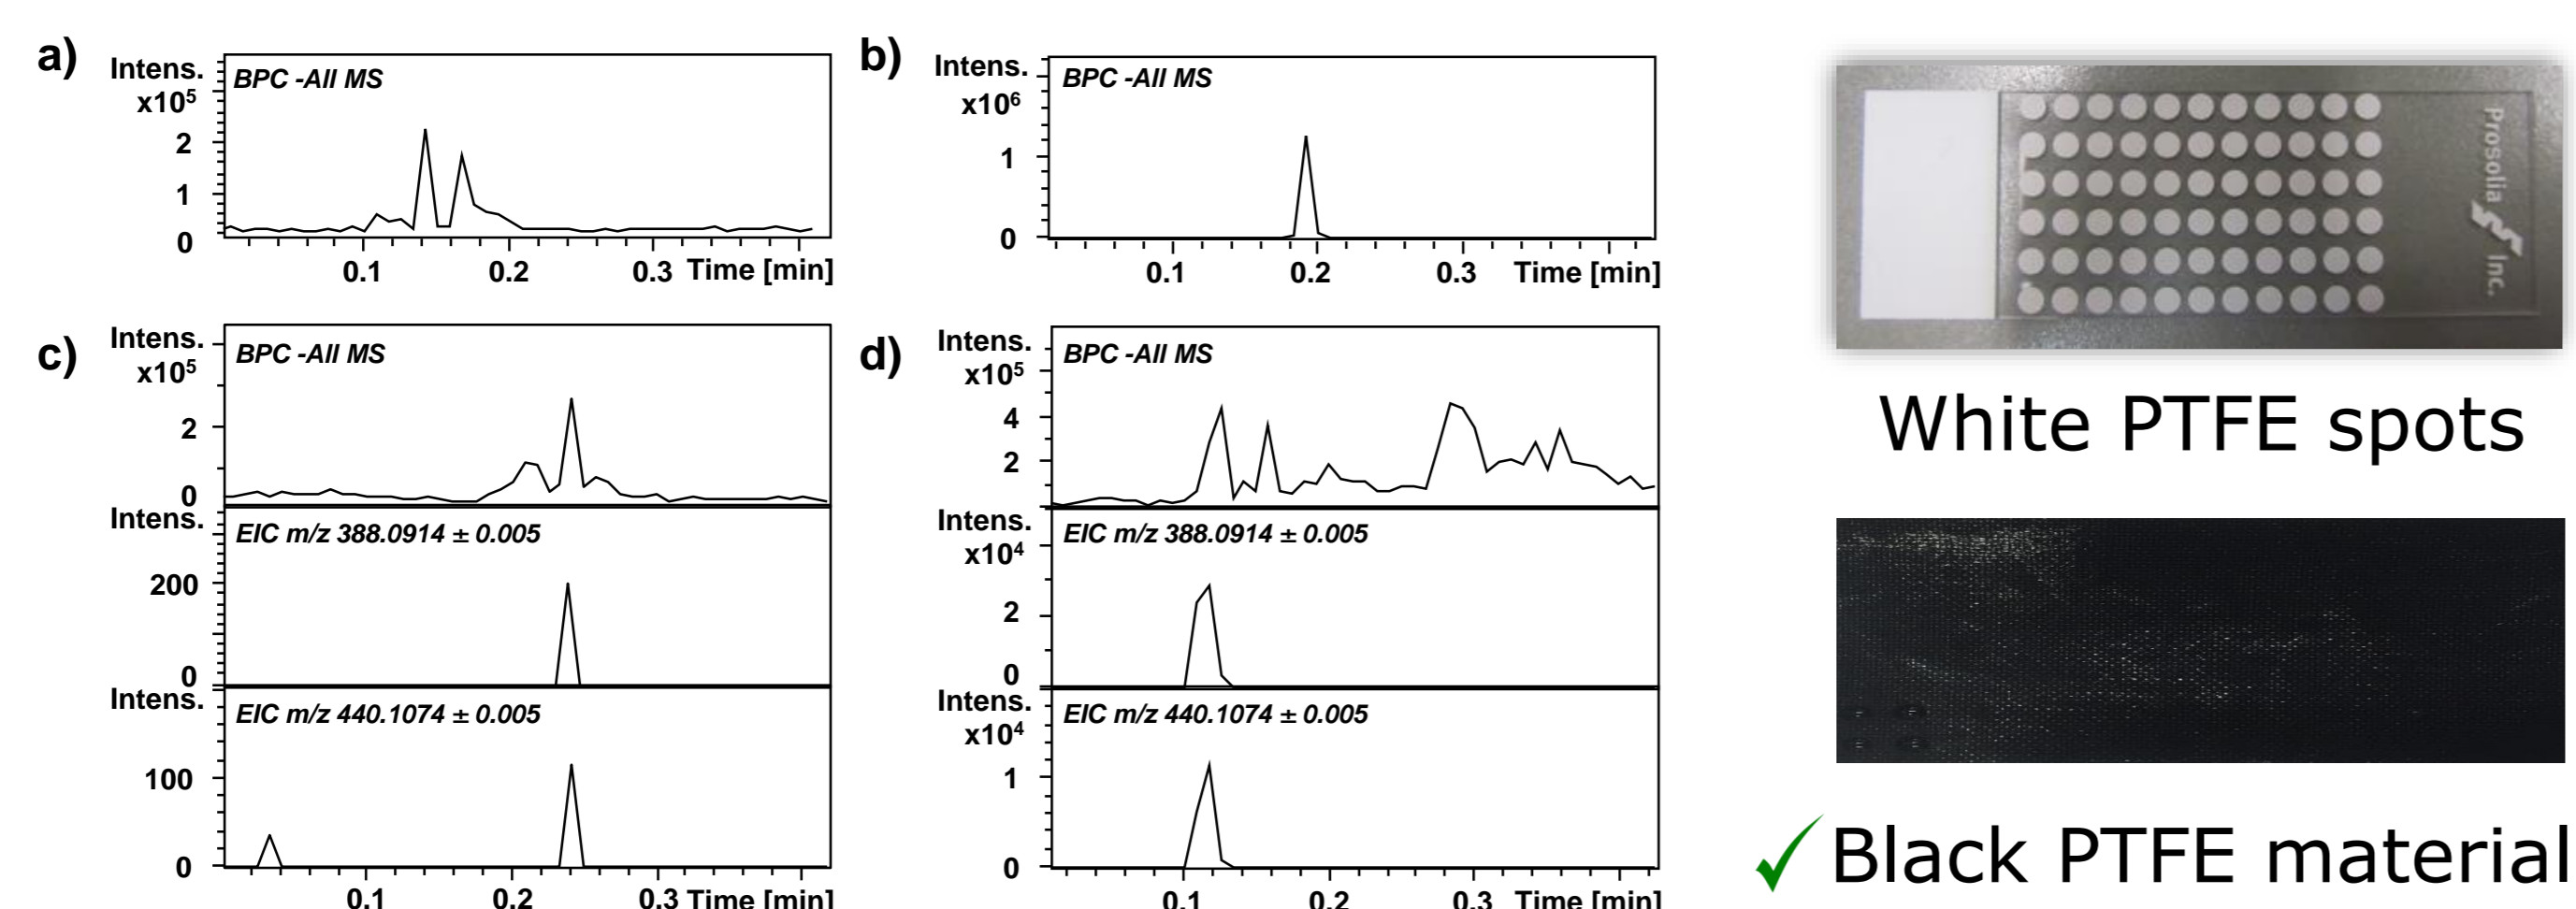 a)
Intens.
x10⁵
BPC -All MS
2
1
0
0.1 0.2 0.3 Time [min]
b)
Intens.
x10⁶
BPC -All MS
1
0
0.1 0.2 0.3 Time [min]
c)
Intens.
x10⁵
BPC -All MS
2
0
Intens.
EIC m/z 388.0914 ± 0.005
200
0
Intens.
EIC m/z 440.1074 ± 0.005
100
0
0.1 0.2 0.3 Time [min]
d)
Intens.
x10⁵
BPC -All MS
4
2
Intens.
x10⁴
EIC m/z 388.0914 ± 0.005
2
0
Intens.
x10⁴
EIC m/z 440.1074 ± 0.005
1
0
0.1 0.2 0.3 Time [min]
Prosolia Inc.
White PTFE spots
Black PTFE material